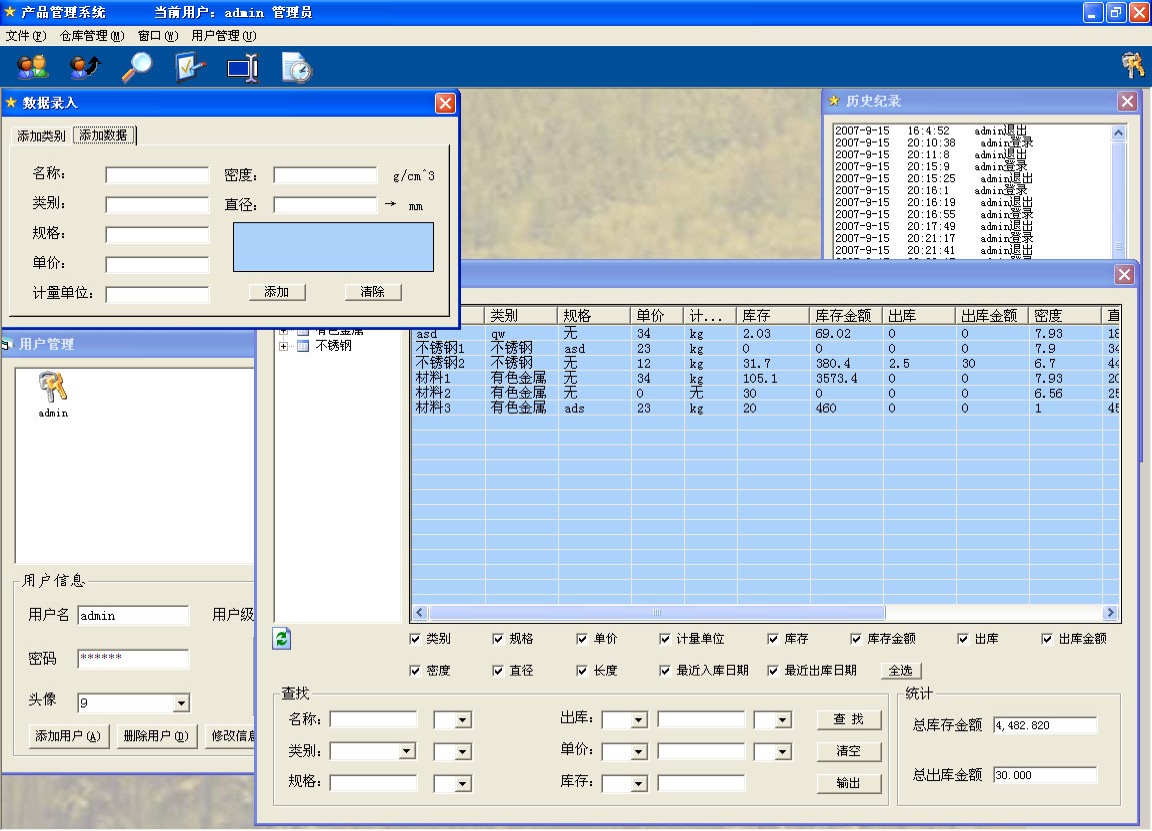 产品管理系统 当前用户: admin 管理员
文件(F) 仓库管理(M) 窗口(W) 用户管理(U)
数据录入
添加类别 添加数据
名称: 密度: g/cm^3
类别: 直径: → mm
规格:
单价:
计量单位: 添加 清除
历史纪录
2007-9-15 16:4:52 admin退出
2007-9-15 20:10:38 admin登录
2007-9-15 20:11:8 admin退出
2007-9-15 20:15:9 admin登录
2007-9-15 20:15:25 admin退出
2007-9-15 20:16:1 admin登录
2007-9-15 20:16:19 admin退出
2007-9-15 20:16:55 admin登录
2007-9-15 20:17:49 admin退出
2007-9-15 20:21:17 admin登录
2007-9-15 20:21:41 admin退出
用户管理
admin
用户信息
用户名 admin 用户级
密码 ******
头像 9
添加用户(A) 删除用户(D) 修改信息
有色金属
不锈钢
类别 规格 单价 计... 库存 库存金额 出库 出库金额 密度 直
asd qw 无 34 kg 2.03 69.02 0 0 7.93 18
不锈钢1 不锈钢 asd 23 kg 0 0 0 0 7.9 34
不锈钢2 不锈钢 无 12 kg 31.7 380.4 2.5 30 6.7 44
材料1 有色金属 无 34 kg 105.1 3573.4 0 0 7.93 20
材料2 有色金属 无 0 无 30 0 0 0 6.56 25
材料3 有色金属 ads 23 kg 20 460 0 0 1 45
类别 规格 单价 计量单位 库存 库存金额 出库 出库金额
密度 直径 长度 最近入库日期 最近出库日期 全选
查找
名称: 出库: 查 找
类别: 单价: 清空
规格: 库存: 输出
统计
总库存金额 4,482.820
总出库金额 30.000